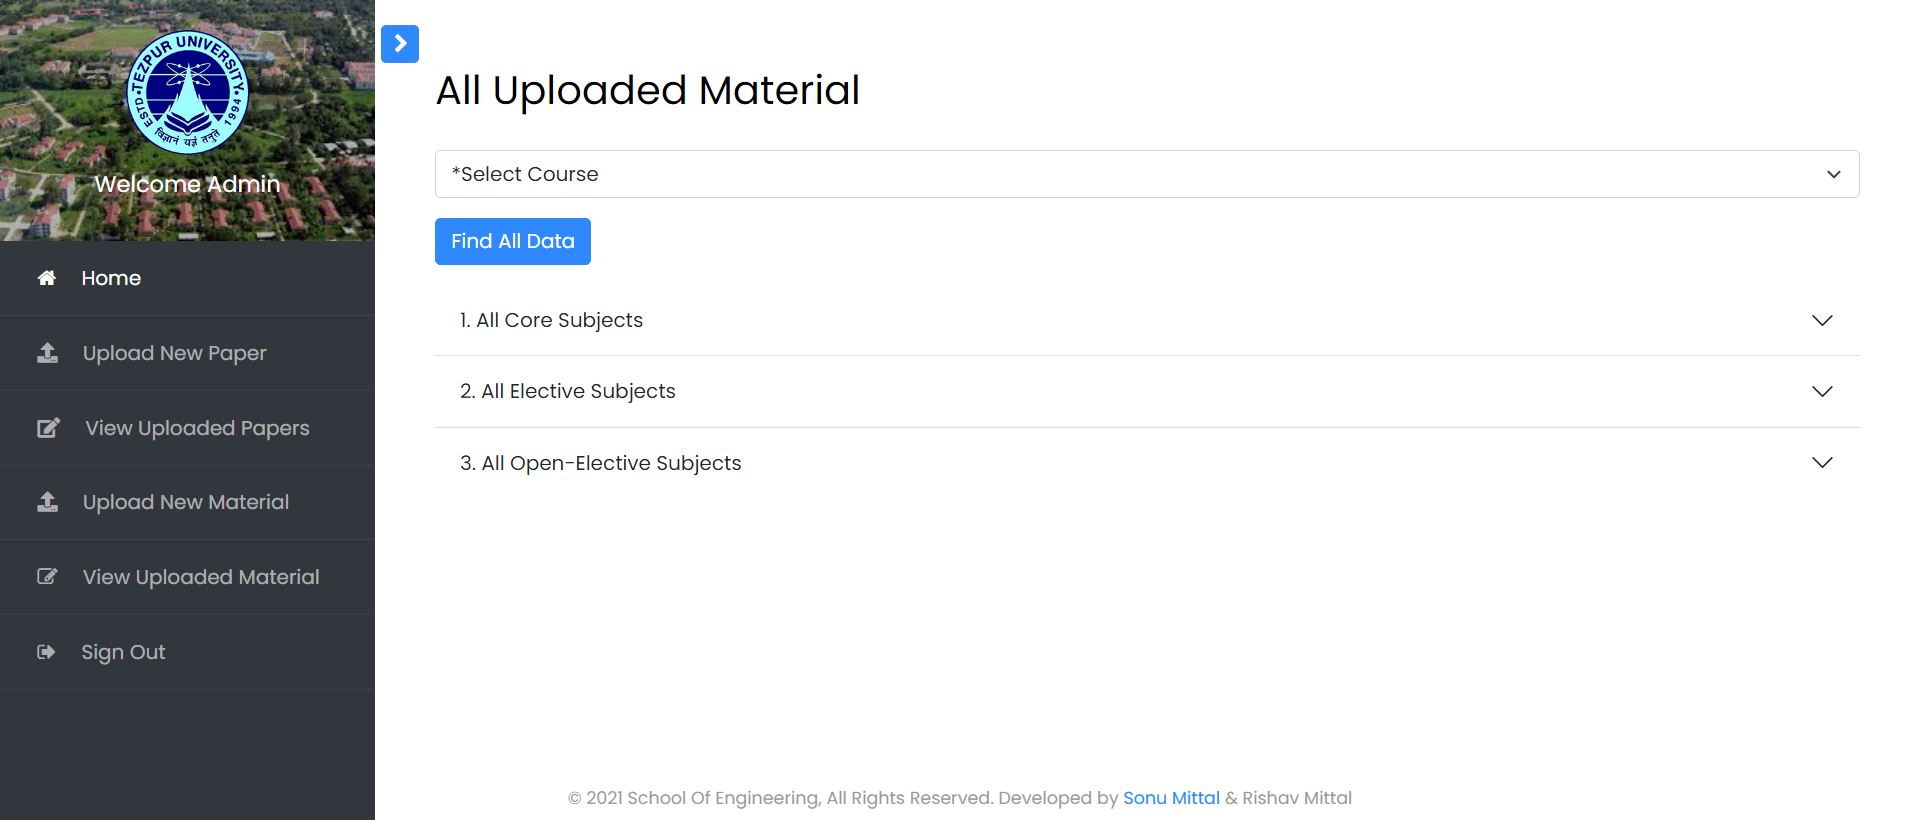 TEZPUR UNIVERSITY
ESTD 1994
विज्ञानं यज्ञं तनुते
Welcome Admin
Home
Upload New Paper
View Uploaded Papers
Upload New Material
View Uploaded Material
Sign Out
All Uploaded Material
*Select Course
Find All Data
1. All Core Subjects
2. All Elective Subjects
3. All Open-Elective Subjects
© 2021 School Of Engineering, All Rights Reserved. Developed by Sonu Mittal & Rishav Mittal